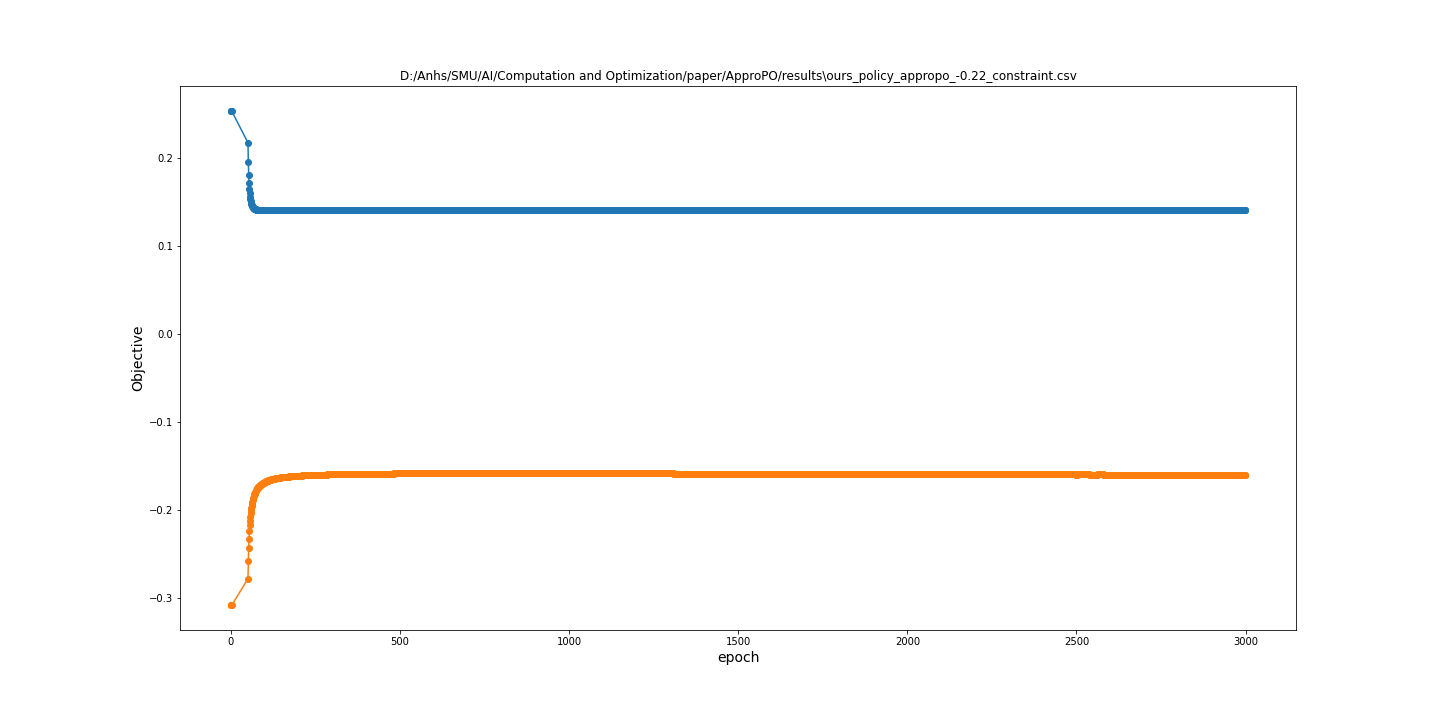 D:/Anhs/SMU/AI/Computation and Optimization/paper/ApproPO/results\ours_policy_appropo_-0.22_constraint.csv
0.2
0.1
0.0
−0.1
−0.2
−0.3
Objective
0 500 1000 1500 2000 2500 3000
epoch